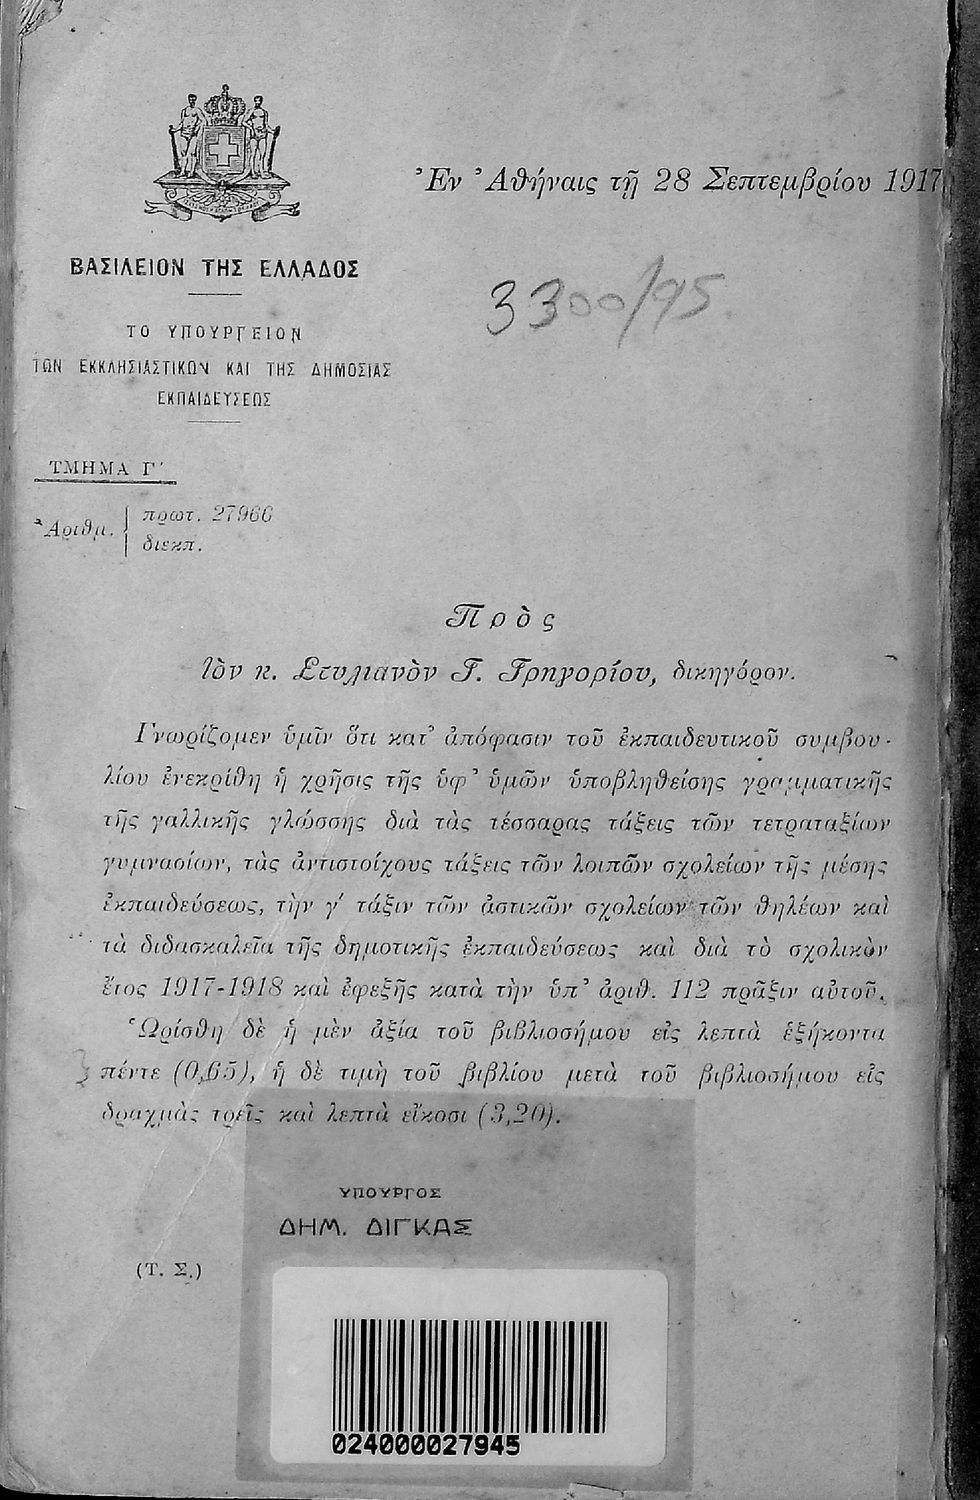 Ἐν Ἀθήναις τῇ 28 Σεπτεμβρίου 1917
3300/95
ΒΑΣΙΛΕΙΟΝ ΤΗΣ ΕΛΛΑΔΟΣ
ΤΟ ΥΠΟΥΡΓΕΙΟΝ
ΤΩΝ ΕΚΚΛΗΣΙΑΣΤΙΚΩΝ ΚΑΙ ΤΗΣ ΔΗΜΟΣΙΑΣ
ΕΚΠΑΙΔΕΥΣΕΩΣ
ΤΜΗΜΑ Γ΄
Ἀριθμ. πρωτ. 27966
διεκπ.
Πρὸς
Τὸν κ. Στυλιανὸν Γ. Γρηγορίου, δικηγόρον.
Γνωρίζομεν ὑμῖν ὅτι κατ' ἀπόφασιν τοῦ ἐκπαιδευτικοῦ συμβου-
λίου ἐνεκρίθη ἡ χρῆσις τῆς ὑφ' ὑμῶν ὑποβληθείσης γραμματικῆς
τῆς γαλλικῆς γλώσσης διὰ τὰς τέσσαρας τάξεις τῶν τετραταξίων
γυμνασίων, τὰς ἀντιστοίχους τάξεις τῶν λοιπῶν σχολείων τῆς μέσης
ἐκπαιδεύσεως, τὴν γ΄ τάξιν τῶν ἀστικῶν σχολείων τῶν θηλέων καὶ
τὰ διδασκαλεῖα τῆς δημοτικῆς ἐκπαιδεύσεως καὶ διὰ τὸ σχολικὸν
ἔτος 1917-1918 καὶ ἐφεξῆς κατὰ τὴν ὑπ' ἀριθ. 112 πρᾶξιν αὐτοῦ.
Ὡρίσθη δὲ ἡ μὲν ἀξία τοῦ βιβλιοσήμου εἰς λεπτὰ ἑξήκοντα
πέντε (0,65), ἡ δὲ τιμὴ τοῦ βιβλίου μετὰ τοῦ βιβλιοσήμου εἰς
δραχμὰς τρεῖς καὶ λεπτὰ εἴκοσι (3,20).
ΥΠΟΥΡΓΟΣ
ΔΗΜ. ΔΙΓΚΑΣ
(Τ. Σ.)
024000027945